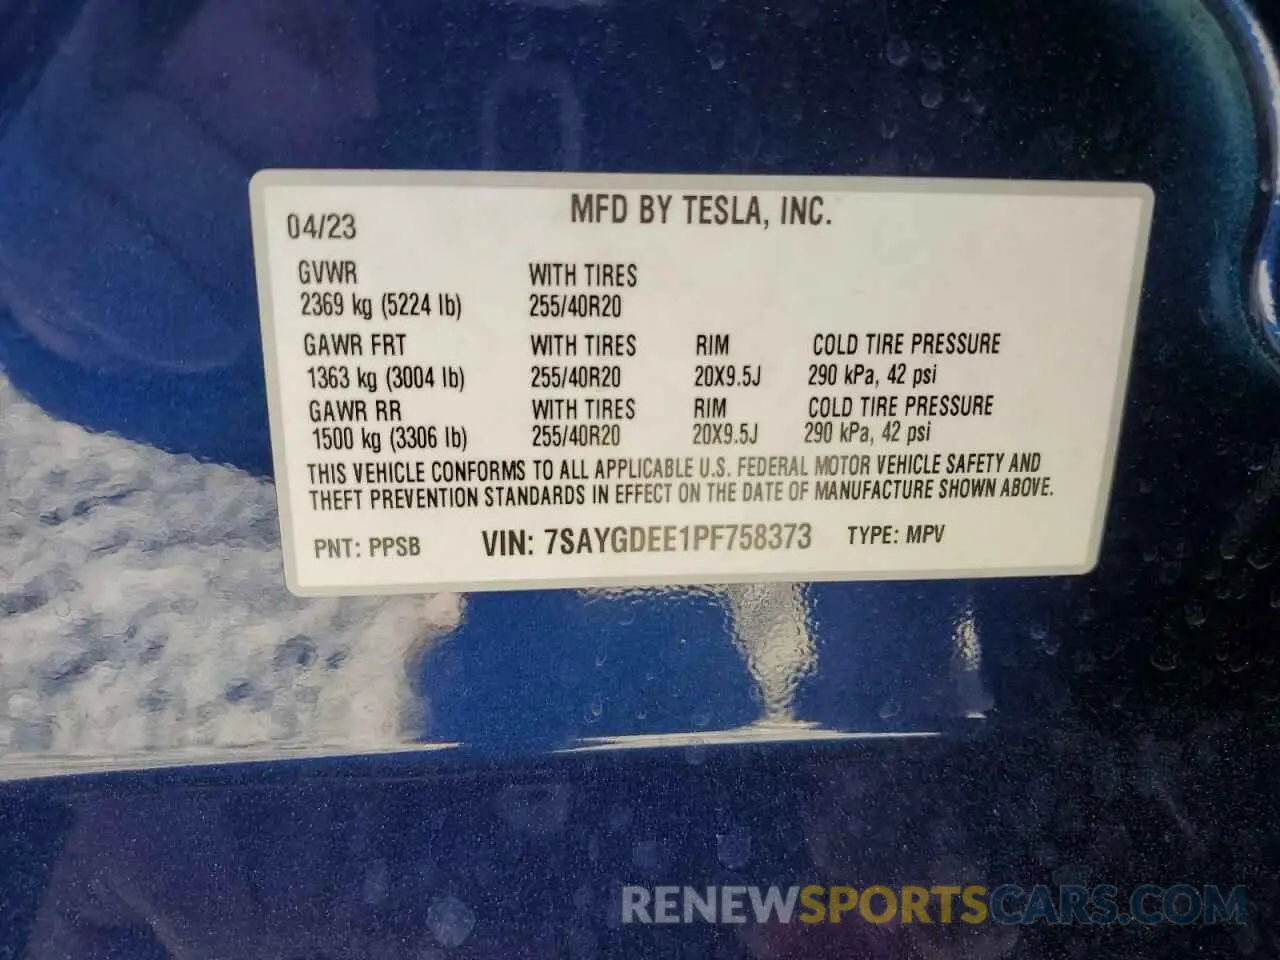 MFD BY TESLA, INC.
04/23
GVWR WITH TIRES
2369 kg (5224 lb) 255/40R20
GAWR FRT WITH TIRES RIM COLD TIRE PRESSURE
1363 kg (3004 lb) 255/40R20 20X9.5J 290 kPa, 42 psi
GAWR RR WITH TIRES RIM COLD TIRE PRESSURE
1500 kg (3306 lb) 255/40R20 20X9.5J 290 kPa, 42 psi
THIS VEHICLE CONFORMS TO ALL APPLICABLE U.S. FEDERAL MOTOR VEHICLE SAFETY AND
THEFT PREVENTION STANDARDS IN EFFECT ON THE DATE OF MANUFACTURE SHOWN ABOVE.
PNT: PPSB VIN: 7SAYGDEE1PF758373 TYPE: MPV
RENEWSPORTSCARS.COM